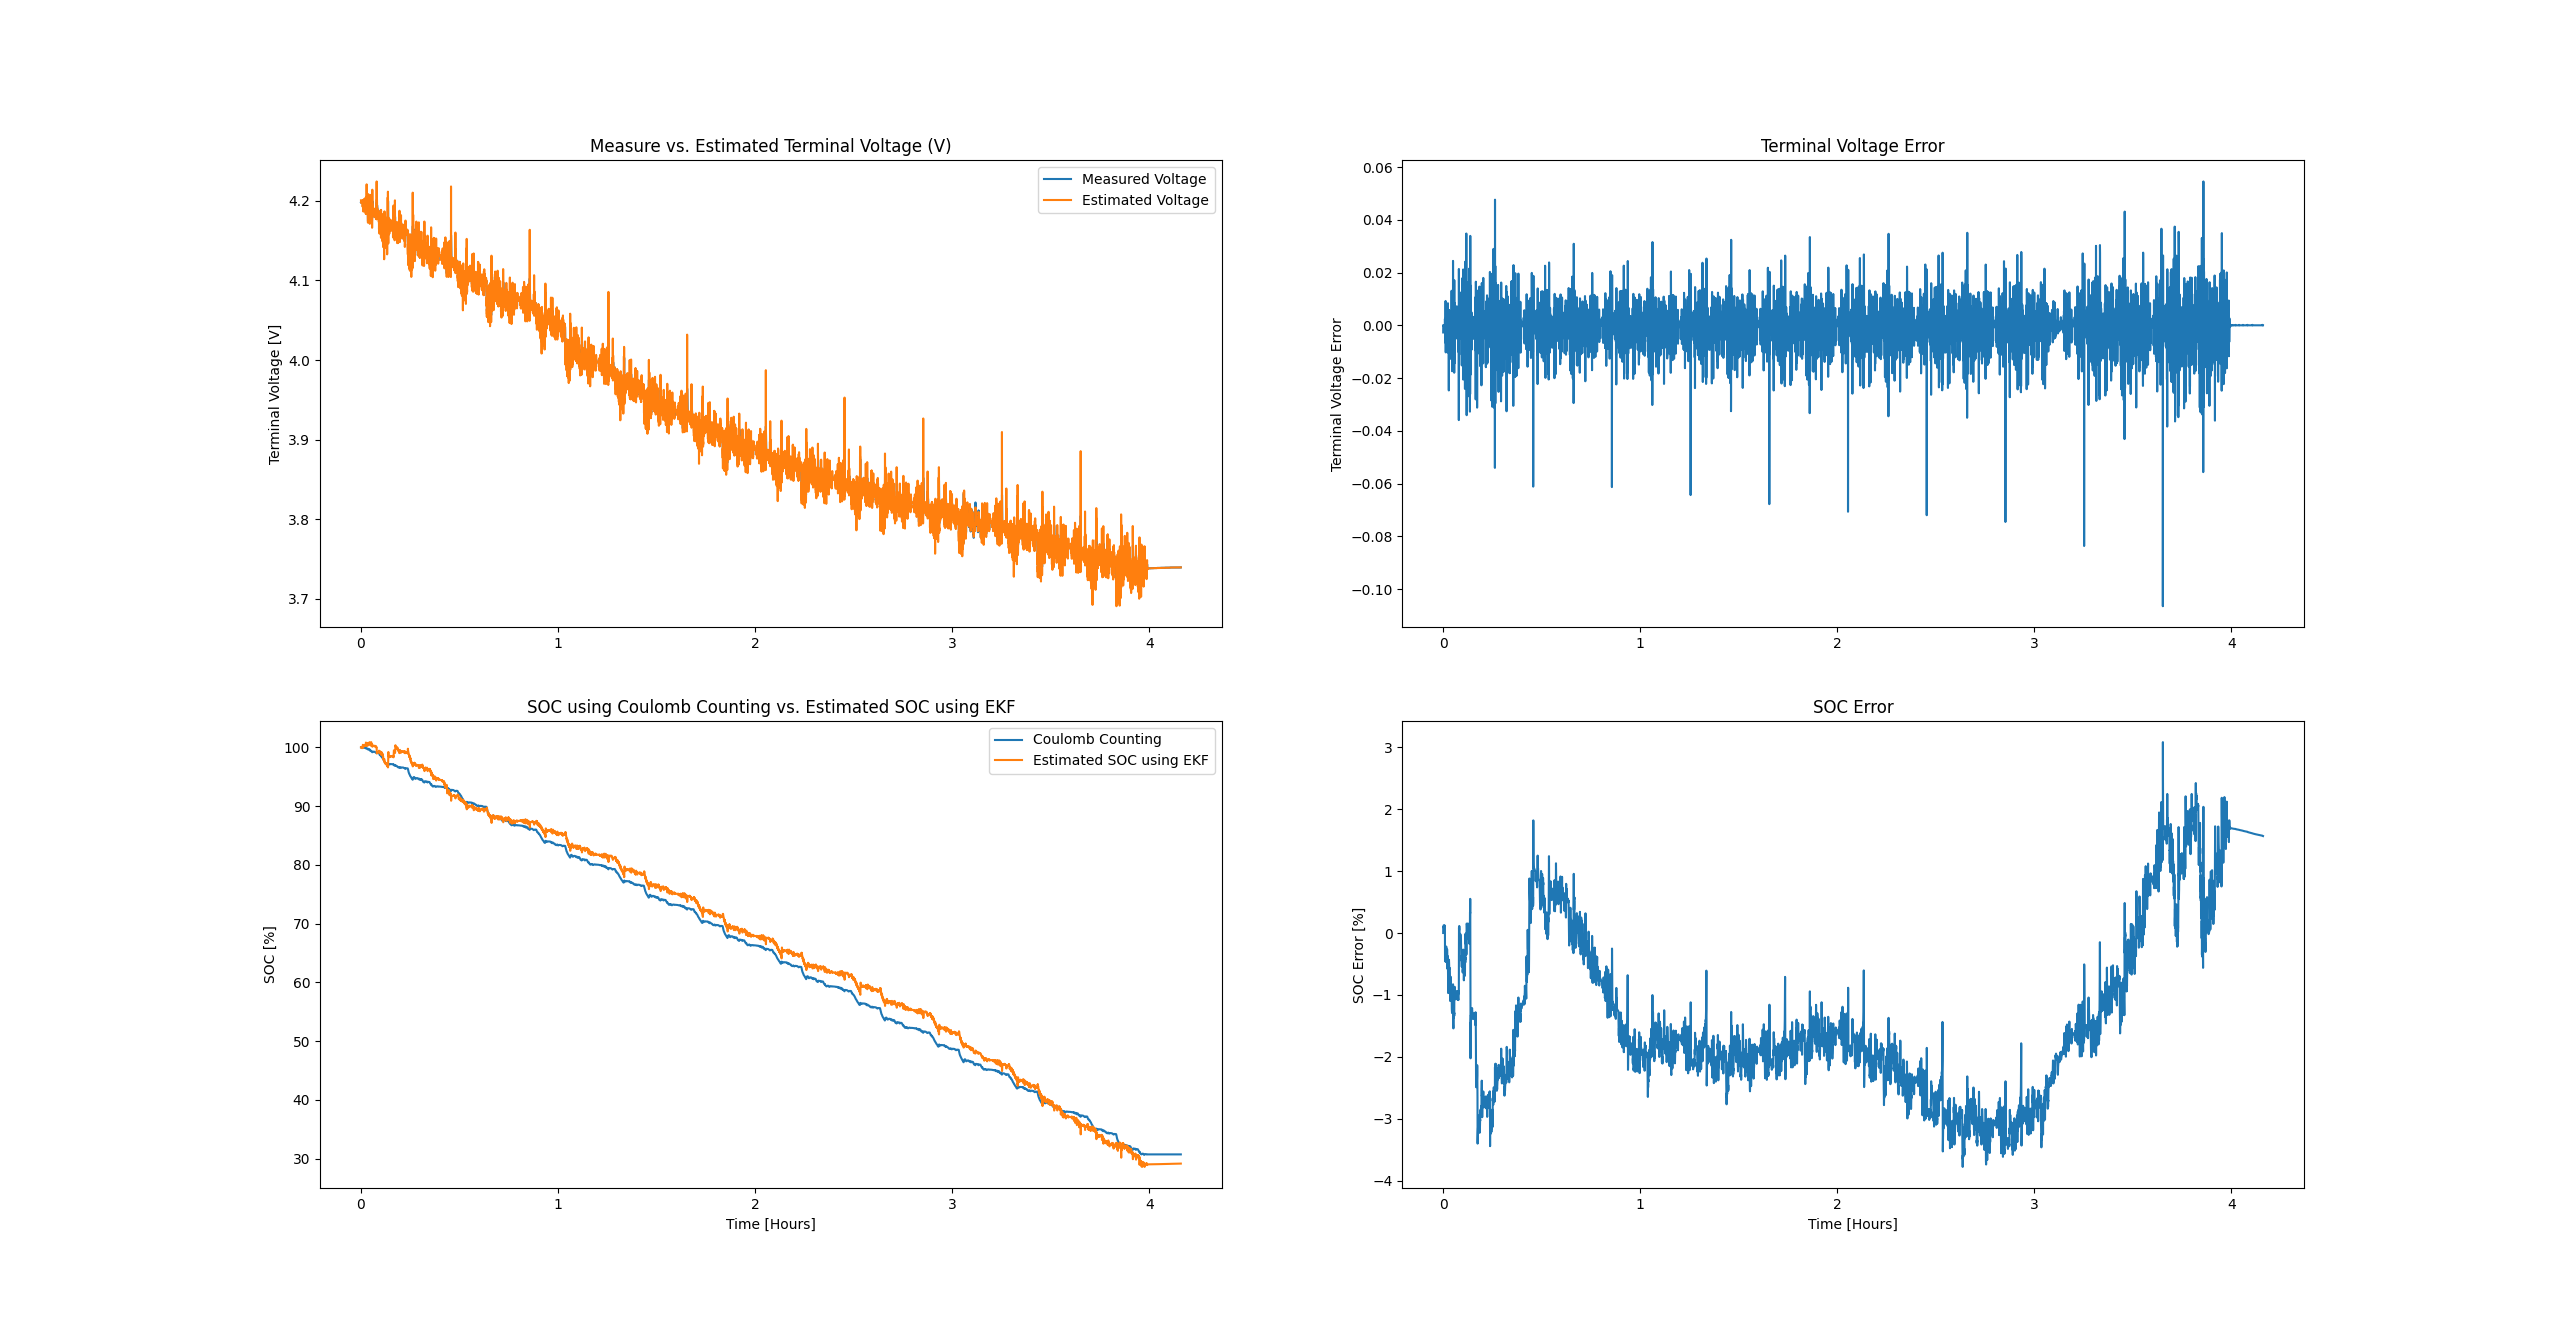 Measure vs. Estimated Terminal Voltage (V)
Measured Voltage
Estimated Voltage
Terminal Voltage [V]
4.2
4.1
4.0
3.9
3.8
3.7
0 1 2 3 4
Terminal Voltage Error
Terminal Voltage Error
0.06
0.04
0.02
0.00
−0.02
−0.04
−0.06
−0.08
−0.10
0 1 2 3 4
SOC using Coulomb Counting vs. Estimated SOC using EKF
Coulomb Counting
Estimated SOC using EKF
SOC [%]
100
90
80
70
60
50
40
30
0 1 2 3 4
Time [Hours]
SOC Error
SOC Error [%]
3
2
1
0
−1
−2
−3
−4
0 1 2 3 4
Time [Hours]